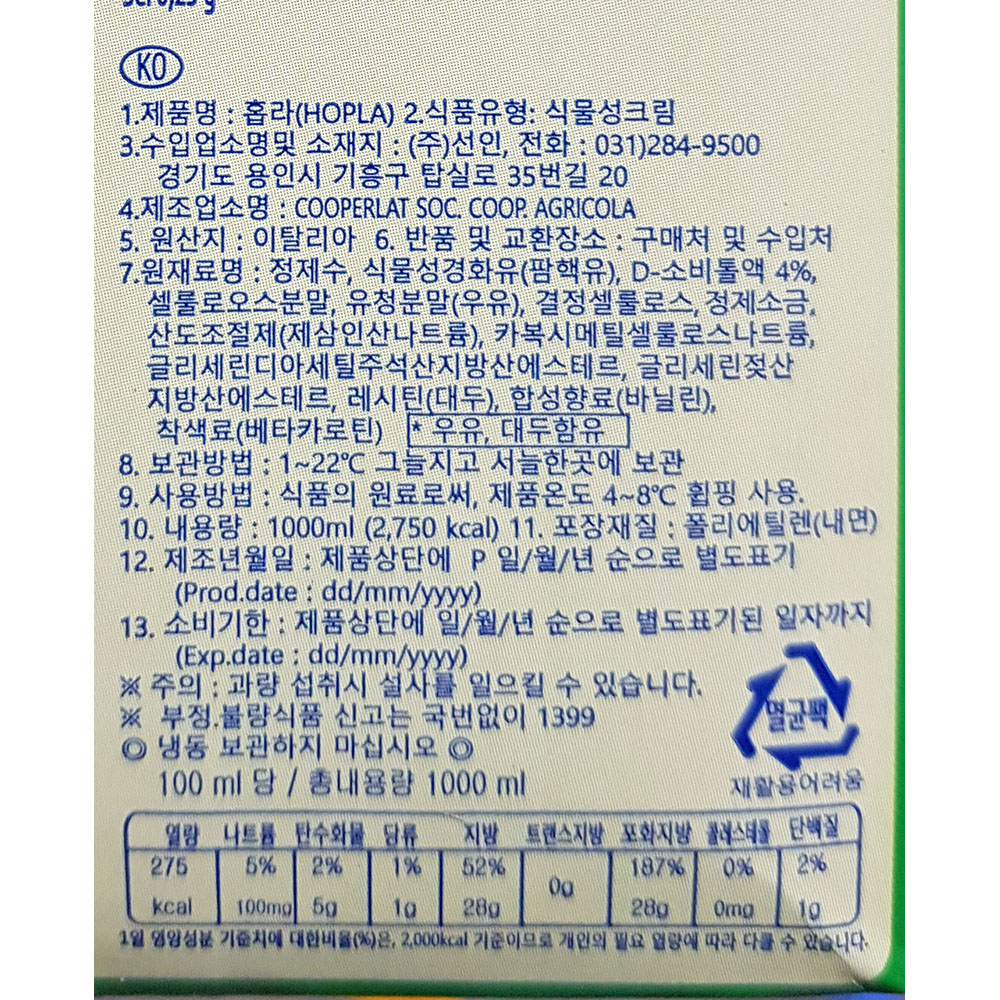 KO
1.제품명 : 홉라(HOPLA) 2.식품유형: 식물성크림
3.수입업소명및 소재지 : (주)선인, 전화 : 031)284-9500
경기도 용인시 기흥구 탑실로 35번길 20
4.제조업소명 : COOPERLAT SOC. COOP. AGRICOLA
5. 원산지 : 이탈리아 6. 반품 및 교환장소 : 구매처 및 수입처
7.원재료명 : 정제수, 식물성경화유(팜핵유), D-소비톨액 4%,
셀룰로오스분말, 유청분말(우유), 결정셀룰로스, 정제소금,
산도조절제(제삼인산나트륨), 카복시메틸셀룰로스나트륨,
글리세린디아세틸주석산지방산에스테르, 글리세린젖산
지방산에스테르, 레시틴(대두), 합성향료(바닐린),
착색료(베타카로틴) * 우유, 대두함유
8. 보관방법 : 1~22℃ 그늘지고 서늘한곳에 보관
9. 사용방법 : 식품의 원료로써, 제품온도 4~8℃ 휩핑 사용.
10. 내용량 : 1000ml (2,750 kcal) 11. 포장재질 : 폴리에틸렌(내면)
12. 제조년월일 : 제품상단에 P 일/월/년 순으로 별도표기
(Prod.date : dd/mm/yyyy)
13. 소비기한 : 제품상단에 일/월/년 순으로 별도표기된 일자까지
(Exp.date : dd/mm/yyyy)
※ 주의 : 과량 섭취시 설사를 일으킬 수 있습니다.
※ 부정.불량식품 신고는 국번없이 1399
◎ 냉동 보관하지 마십시오 ◎
멸균팩
재활용어려움
100 ml 당 / 총내용량 1000 ml
열량 나트륨 탄수화물 당류 지방 트랜스지방 포화지방 콜레스테롤 단백질
275 5% 2% 1% 52% 0g 187% 0% 2%
kcal 100mg 5g 1g 28g 28g 0mg 1g
1일 영양성분 기준치에 대한비율(%)은, 2,000kcal 기준이므로 개인의 필요 열량에 따라 다를 수 있습니다.